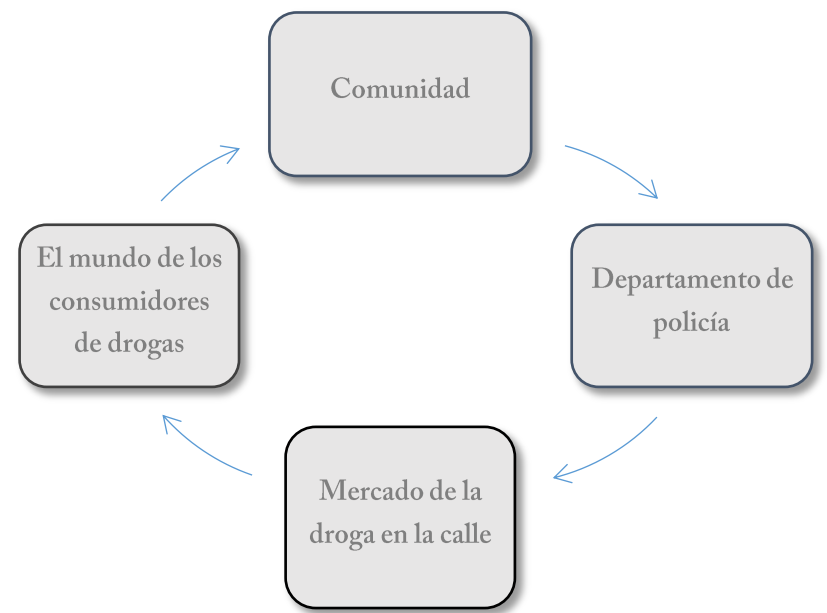 Comunidad
Departamento de
policía
Mercado de la
droga en la calle
El mundo de los
consumidores
de drogas